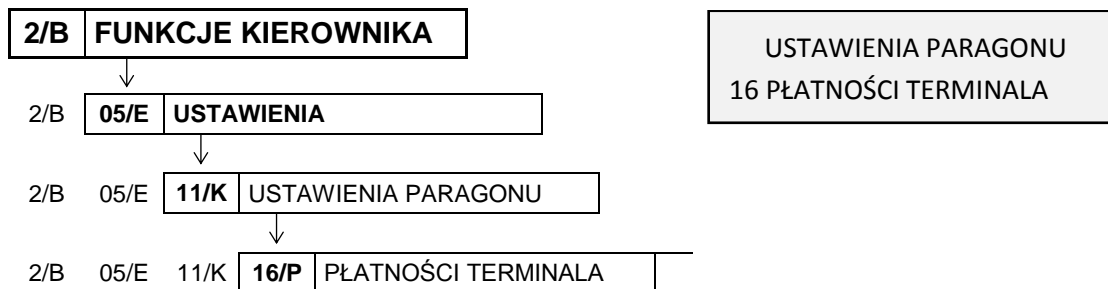 2/B FUNKCJE KIEROWNIKA
2/B 05/E USTAWIENIA
2/B 05/E 11/K USTAWIENIA PARAGONU
2/B 05/E 11/K 16/P PŁATNOŚCI TERMINALA
USTAWIENIA PARAGONU
16 PŁATNOŚCI TERMINALA